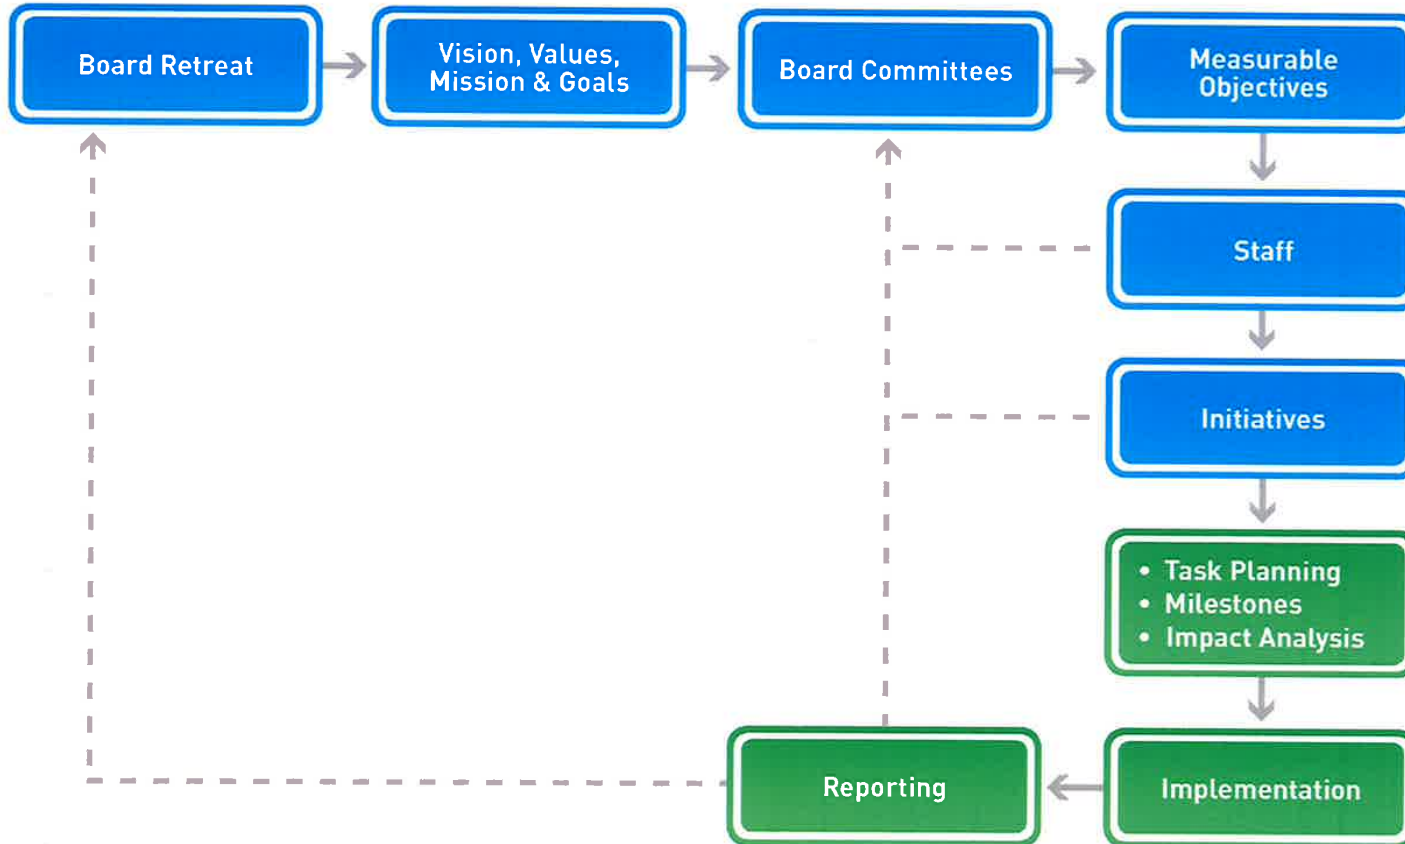 Board Retreat
Vision, Values,
Mission & Goals
Board Committees
Measurable
Objectives
Staff
Initiatives
• Task Planning
• Milestones
• Impact Analysis
Reporting
Implementation